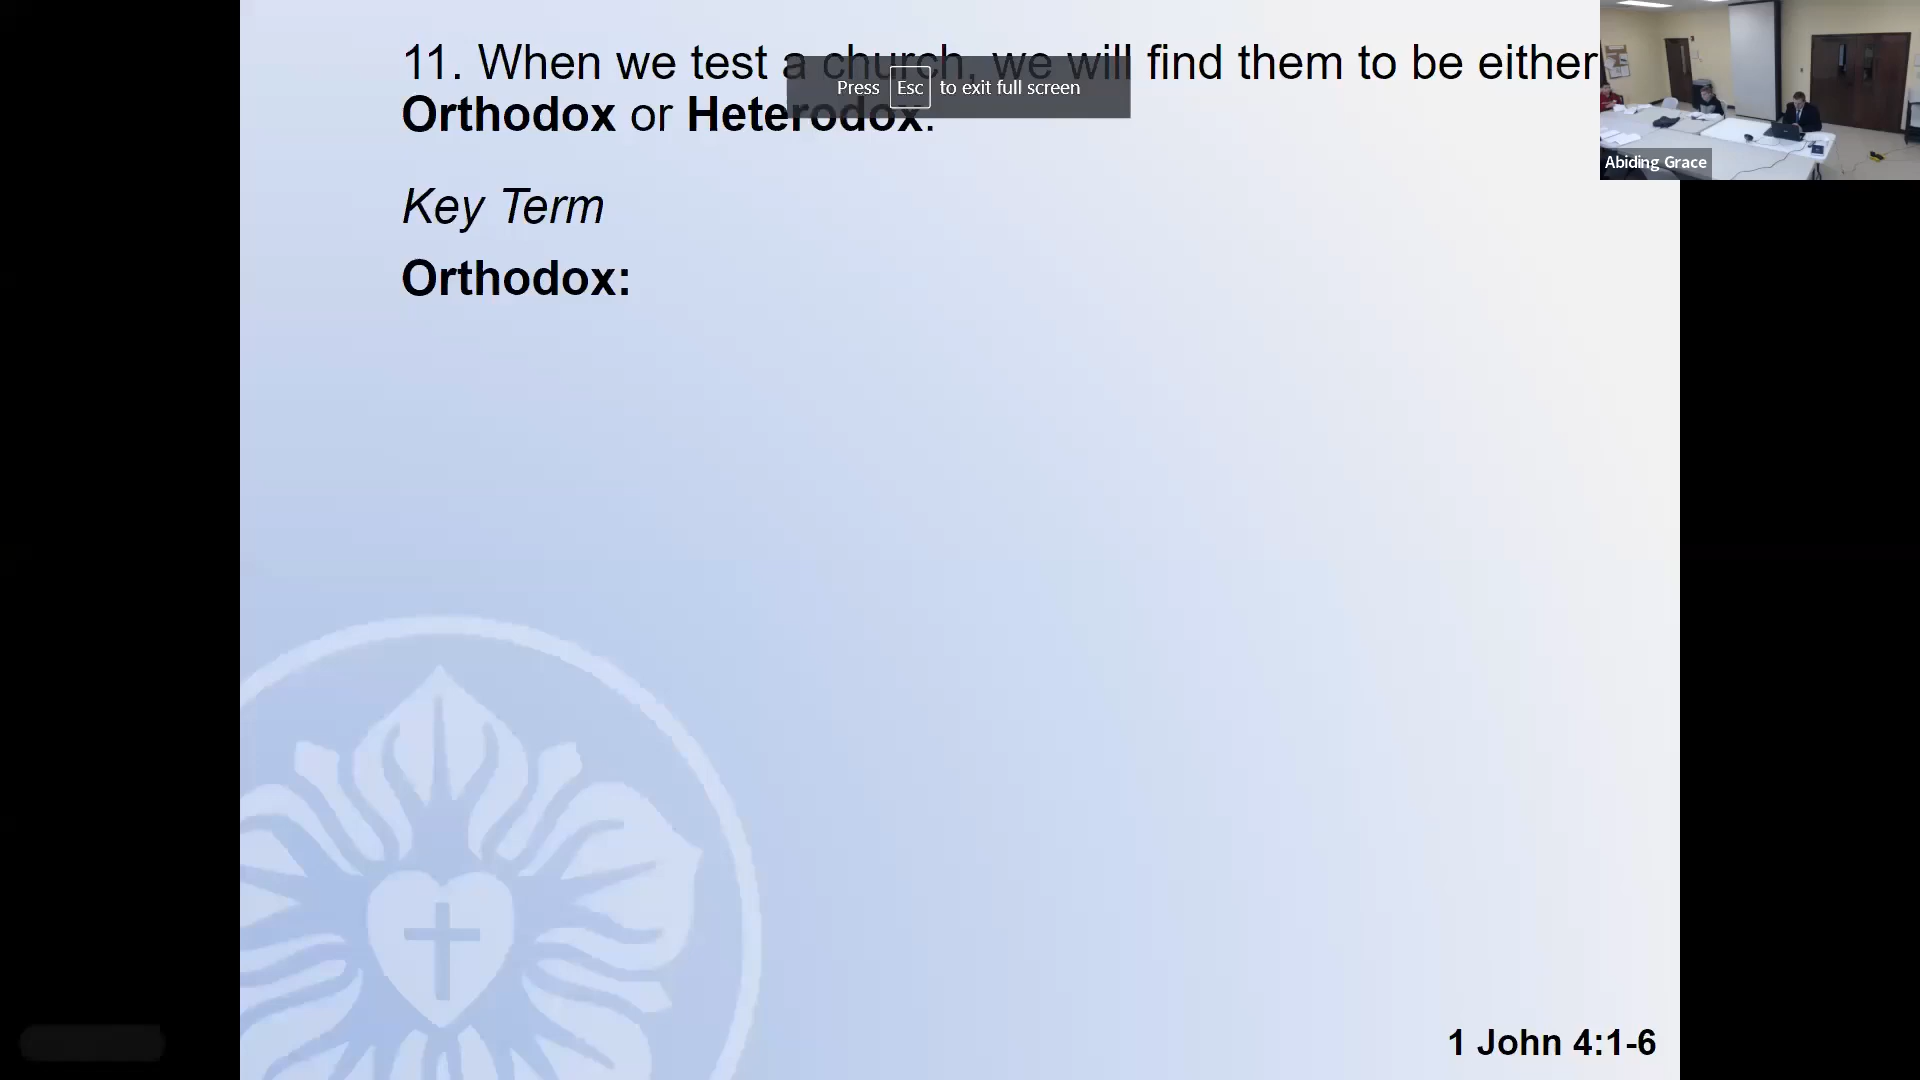 11. When we test a church, we will find them to be either
Orthodox or Heterodox.
Press Esc to exit full screen
Abiding Grace
Key Term
Orthodox:
1 John 4:1-6